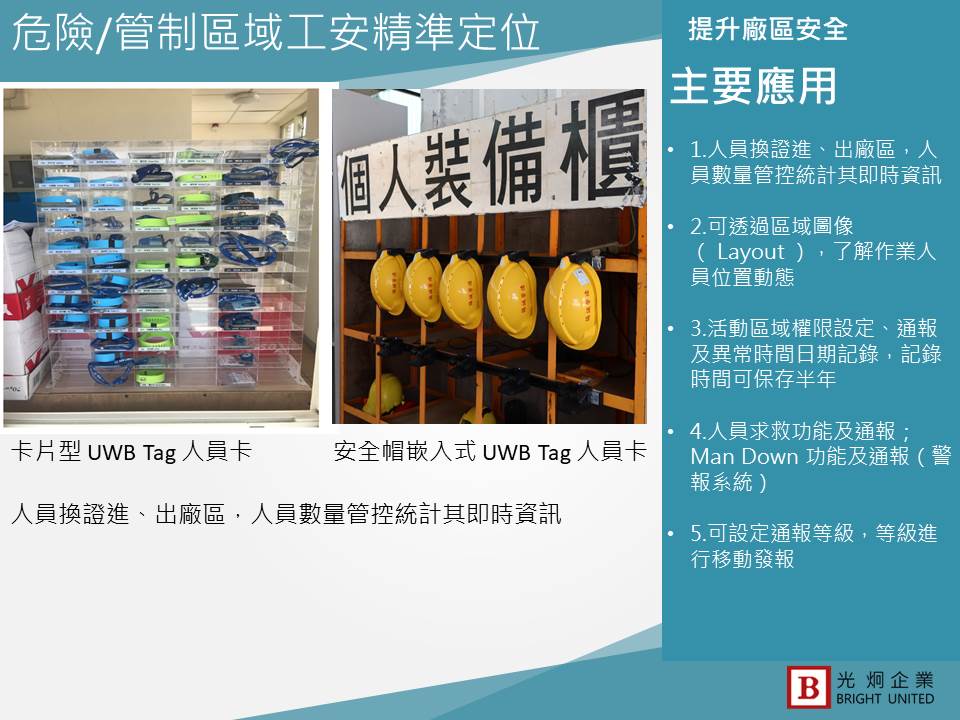 危險/管制區域工安精準定位
提升廠區安全
主要應用
個人裝備櫃
卡片型 UWB Tag 人員卡
安全帽嵌入式 UWB Tag 人員卡
人員換證進、出廠區，人員數量管控統計其即時資訊
• 1.人員換證進、出廠區，人
員數量管控統計其即時資訊
• 2.可透過區域圖像
（ Layout ），了解作業人
員位置動態
• 3.活動區域權限設定、通報
及異常時間日期記錄，記錄
時間可保存半年
• 4.人員求救功能及通報；
Man Down 功能及通報（警
報系統）
• 5.可設定通報等級，等級進
行移動發報
B
光炯企業
BRIGHT UNITED